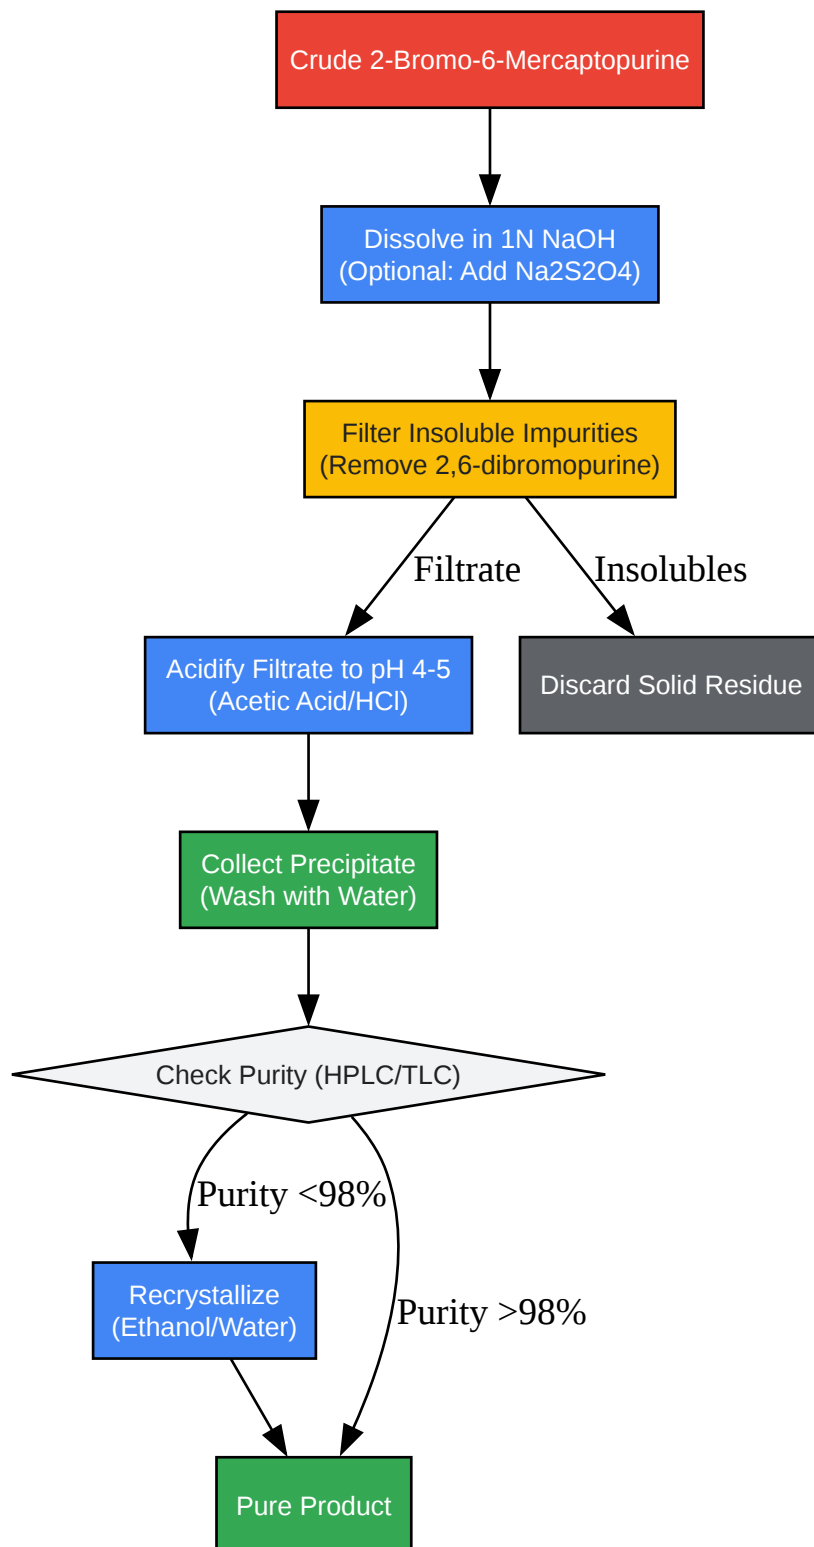 Crude 2-Bromo-6-Mercaptopurine
Dissolve in 1N NaOH
(Optional: Add Na2S2O4)
Filter Insoluble Impurities
(Remove 2,6-dibromopurine)
Filtrate
Insolubles
Acidify Filtrate to pH 4-5
(Acetic Acid/HCl)
Discard Solid Residue
Collect Precipitate
(Wash with Water)
Check Purity (HPLC/TLC)
Purity <98%
Recrystallize
(Ethanol/Water)
Purity >98%
Pure Product